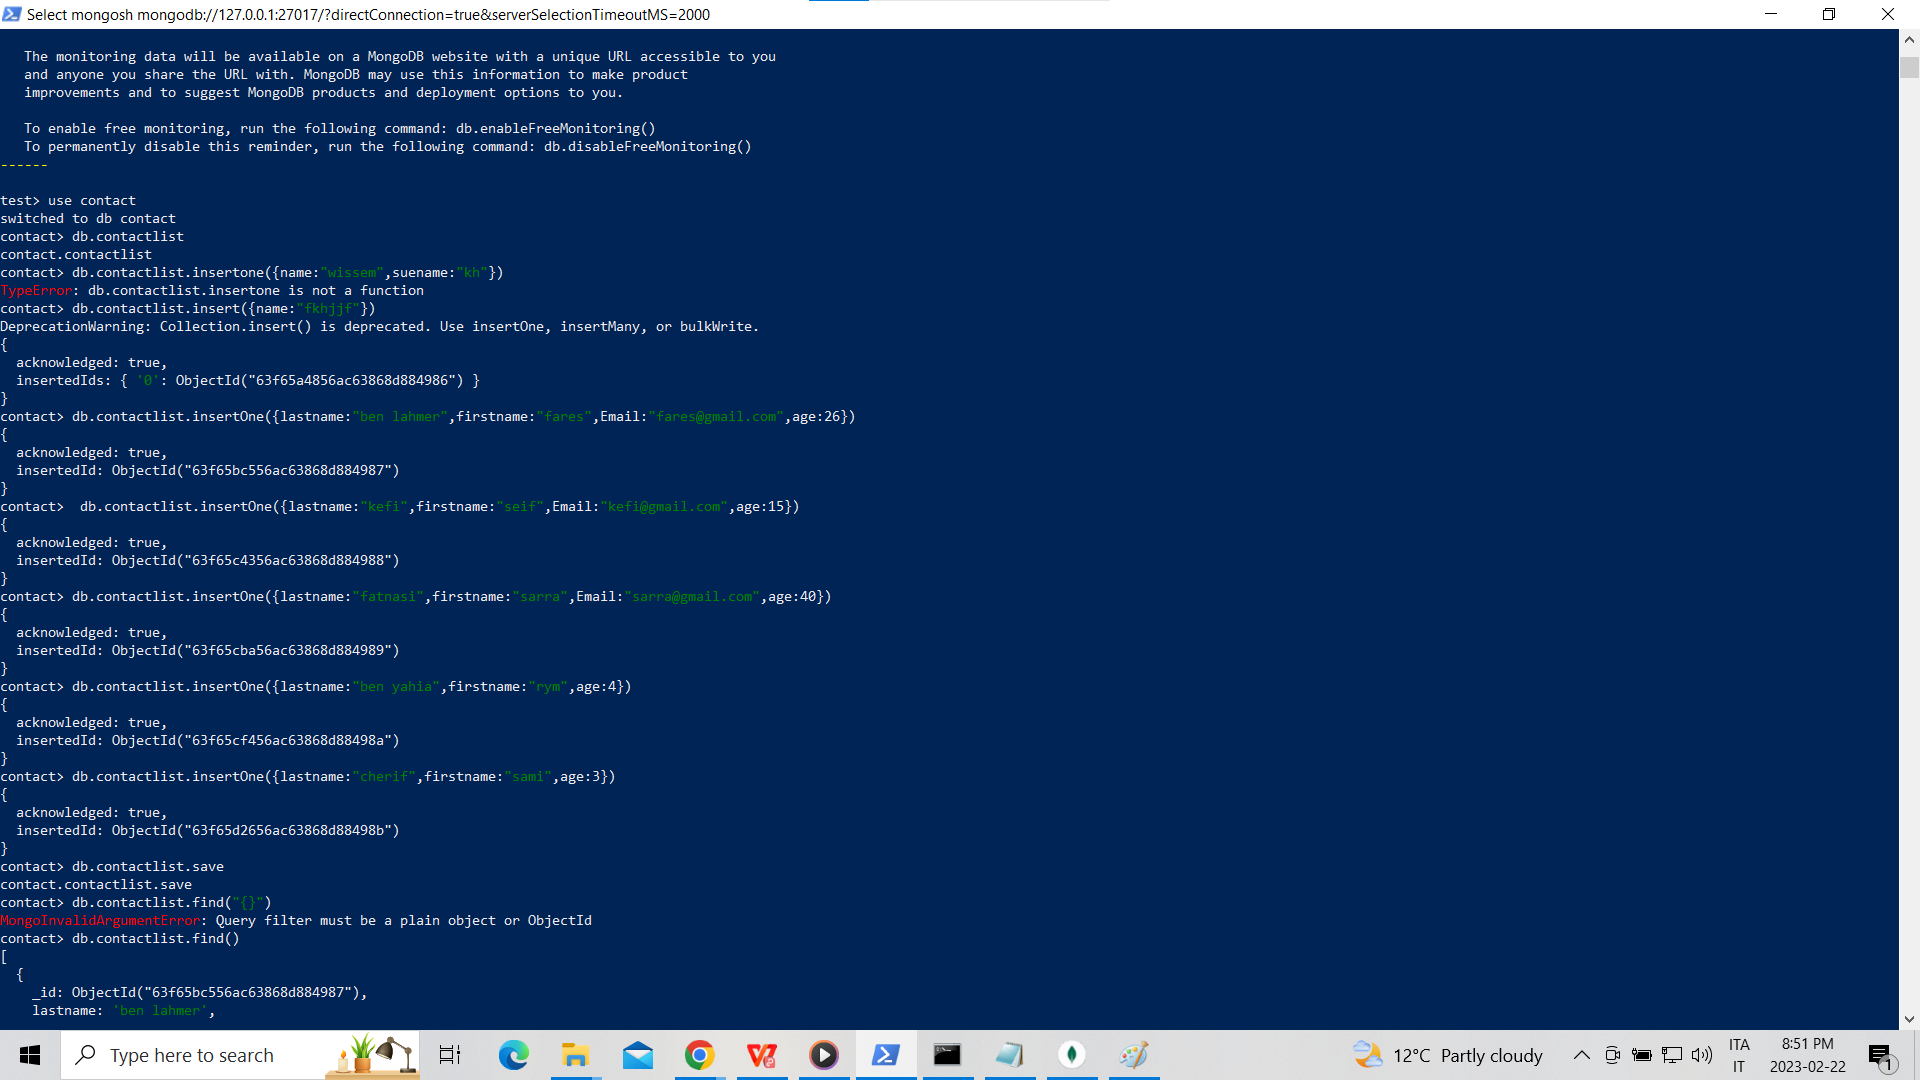 Select mongosh mongodb://127.0.0.1:27017/?directConnection=true&serverSelectionTimeoutMS=2000
The monitoring data will be available on a MongoDB website with a unique URL accessible to you
and anyone you share the URL with. MongoDB may use this information to make product
improvements and to suggest MongoDB products and deployment options to you.
To enable free monitoring, run the following command: db.enableFreeMonitoring()
To permanently disable this reminder, run the following command: db.disableFreeMonitoring()
------
test> use contact
switched to db contact
contact> db.contactlist
contact.contactlist
contact> db.contactlist.insertone({name:"wissem",suename:"kh"})
TypeError: db.contactlist.insertone is not a function
contact> db.contactlist.insert({name:"fkhjjf"})
DeprecationWarning: Collection.insert() is deprecated. Use insertOne, insertMany, or bulkWrite.
{
  acknowledged: true,
  insertedIds: { '0': ObjectId("63f65a4856ac63868d884986") }
}
contact> db.contactlist.insertOne({lastname:"ben lahmer",firstname:"fares",Email:"fares@gmail.com",age:26})
{
  acknowledged: true,
  insertedId: ObjectId("63f65bc556ac63868d884987")
}
contact>  db.contactlist.insertOne({lastname:"kefi",firstname:"seif",Email:"kefi@gmail.com",age:15})
{
  acknowledged: true,
  insertedId: ObjectId("63f65c4356ac63868d884988")
}
contact> db.contactlist.insertOne({lastname:"fatnasi",firstname:"sarra",Email:"sarra@gmail.com",age:40})
{
  acknowledged: true,
  insertedId: ObjectId("63f65cba56ac63868d884989")
}
contact> db.contactlist.insertOne({lastname:"ben yahia",firstname:"rym",age:4})
{
  acknowledged: true,
  insertedId: ObjectId("63f65cf456ac63868d88498a")
}
contact> db.contactlist.insertOne({lastname:"cherif",firstname:"sami",age:3})
{
  acknowledged: true,
  insertedId: ObjectId("63f65d2656ac63868d88498b")
}
contact> db.contactlist.save
contact.contactlist.save
contact> db.contactlist.find("{}")
MongoInvalidArgumentError: Query filter must be a plain object or ObjectId
contact> db.contactlist.find()
[
  {
    _id: ObjectId("63f65bc556ac63868d884987"),
    lastname: 'ben lahmer',
Type here to search
12°C Partly cloudy
ITA
IT
8:51 PM
2023-02-22
1